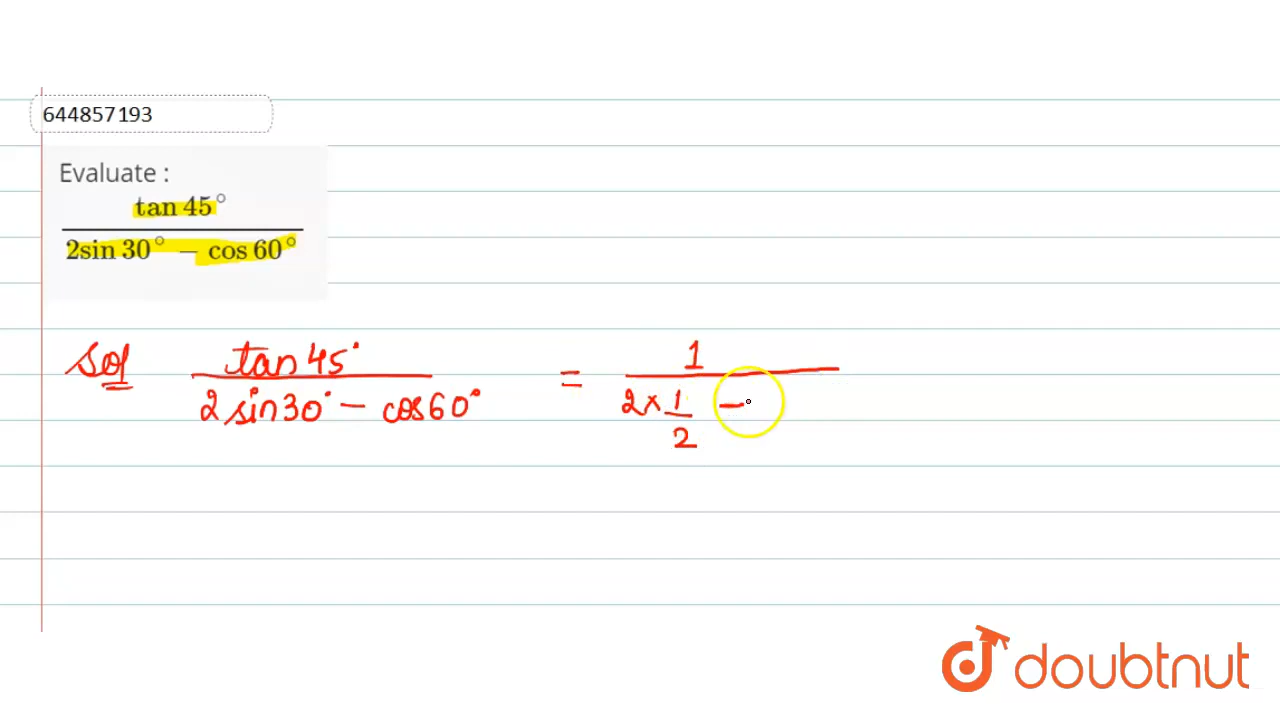 644857193
Evaluate :
tan 45°
2sin 30° − cos 60°
Sol tan 45° = 1
2 sin 30° − cos 60° 2 × 1 −
2
doubtnut